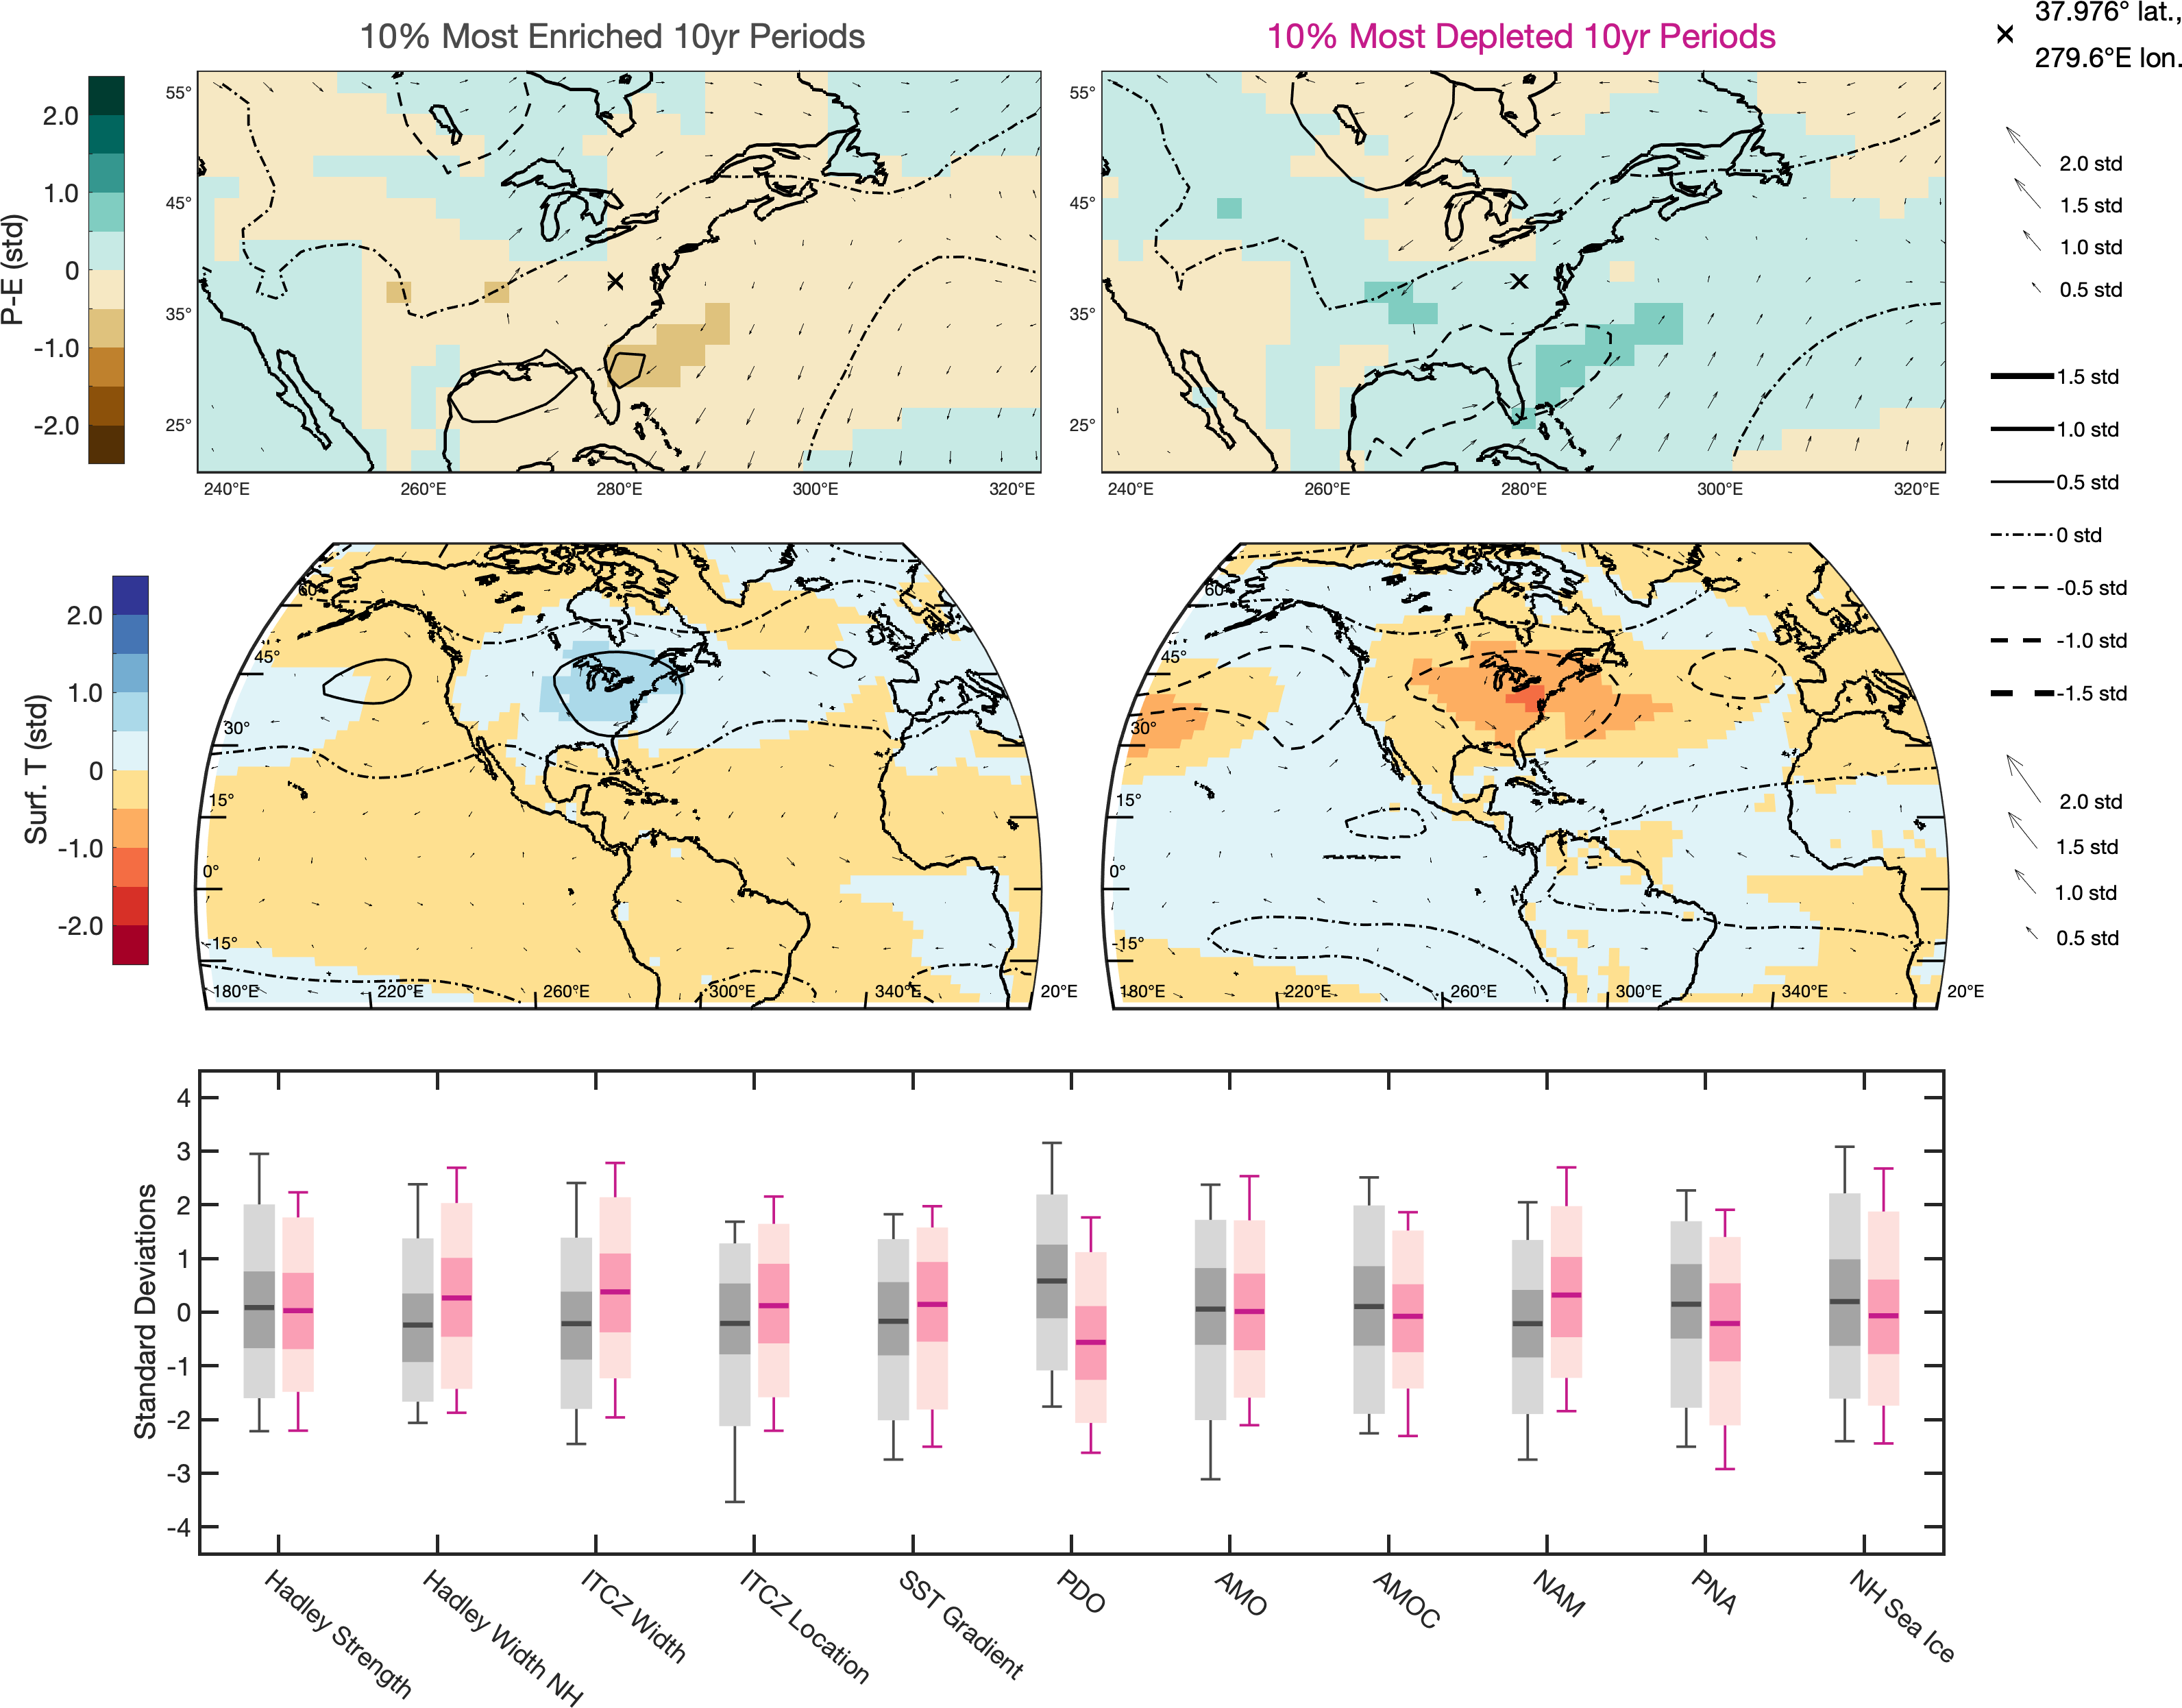 10% Most Enriched 10yr Periods
10% Most Depleted 10yr Periods
37.976° lat.,
279.6°E lon.
P-E (std)
2.0
1.0
0
-1.0
-2.0
55°
45°
35°
25°
240°E
260°E
280°E
300°E
320°E
55°
45°
35°
25°
240°E
260°E
280°E
300°E
320°E
2.0 std
1.5 std
1.0 std
0.5 std
1.5 std
1.0 std
0.5 std
0 std
-0.5 std
-1.0 std
-1.5 std
Surf. T (std)
2.0
1.0
0
-1.0
-2.0
60°
45°
30°
15°
0°
-15°
180°E
220°E
260°E
300°E
340°E
20°E
60°
45°
30°
15°
0°
-15°
180°E
220°E
260°E
300°E
340°E
20°E
2.0 std
1.5 std
1.0 std
0.5 std
Standard Deviations
4
3
2
1
0
-1
-2
-3
-4
Hadley Strength
Hadley Width NH
ITCZ Width
ITCZ Location
SST Gradient
PDO
AMO
AMOC
NAM
PNA
NH Sea Ice